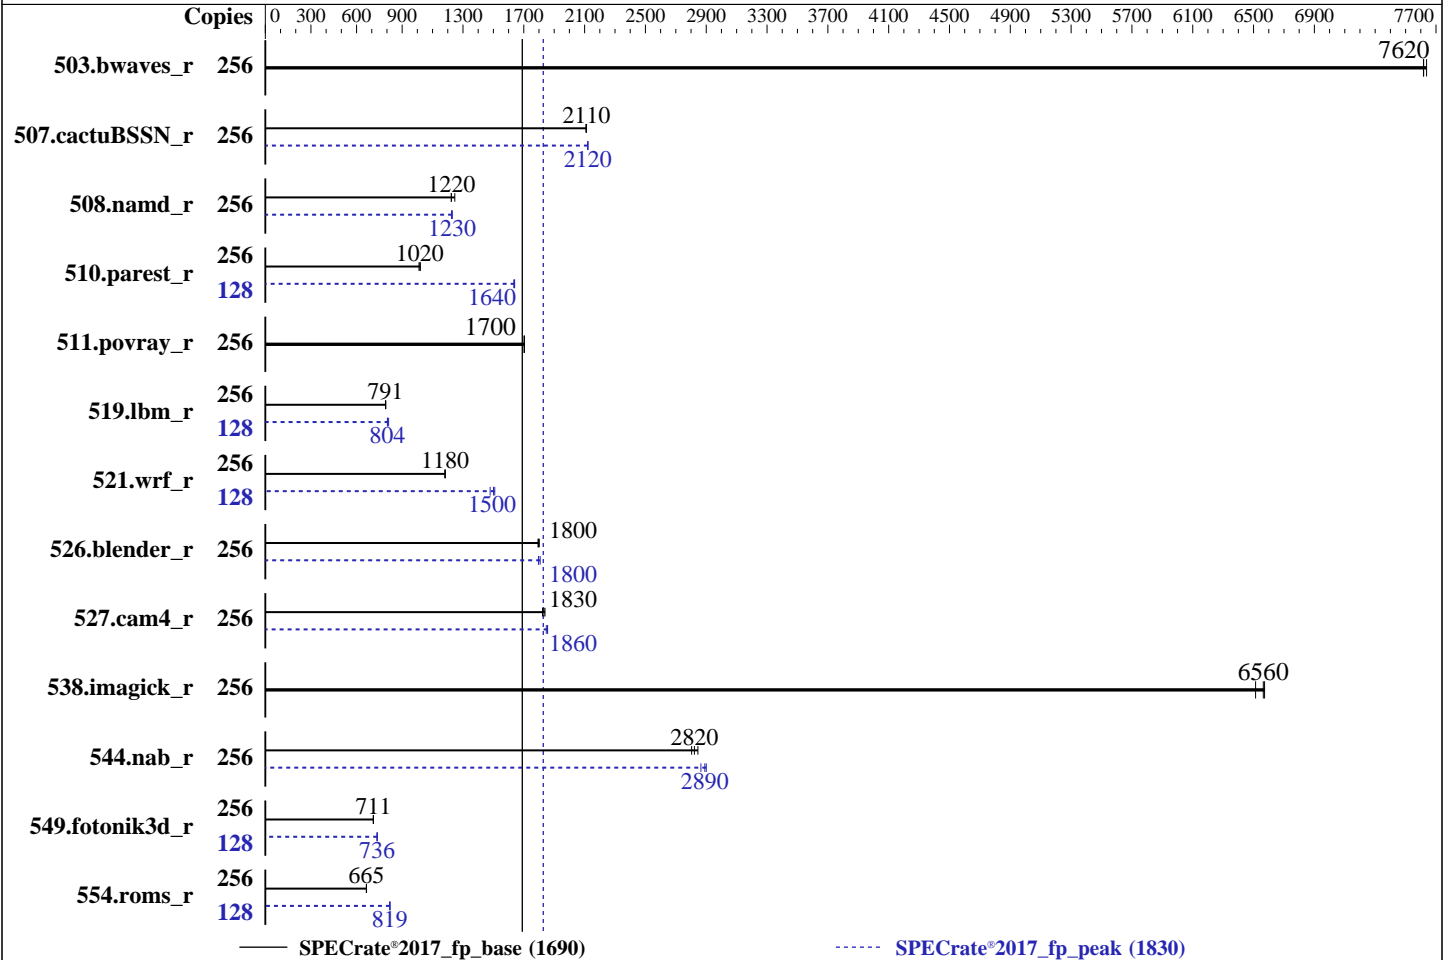 Copies 0 300 600 900 1300 1700 2100 2500 2900 3300 3700 4100 4500 4900 5300 5700 6100 6500 6900 7700
503.bwaves_r 256 7620
507.cactuBSSN_r 256 2110
2120
508.namd_r 256 1220
1230
510.parest_r 256 1020
128 1640
511.povray_r 256 1700
519.lbm_r 256 791
128 804
521.wrf_r 256 1180
128 1500
526.blender_r 256 1800
1800
527.cam4_r 256 1830
1860
538.imagick_r 256 6560
544.nab_r 256 2820
2890
549.fotonik3d_r 256 711
128 736
554.roms_r 256 665
128 819
SPECrate®2017_fp_base (1690) SPECrate®2017_fp_peak (1830)